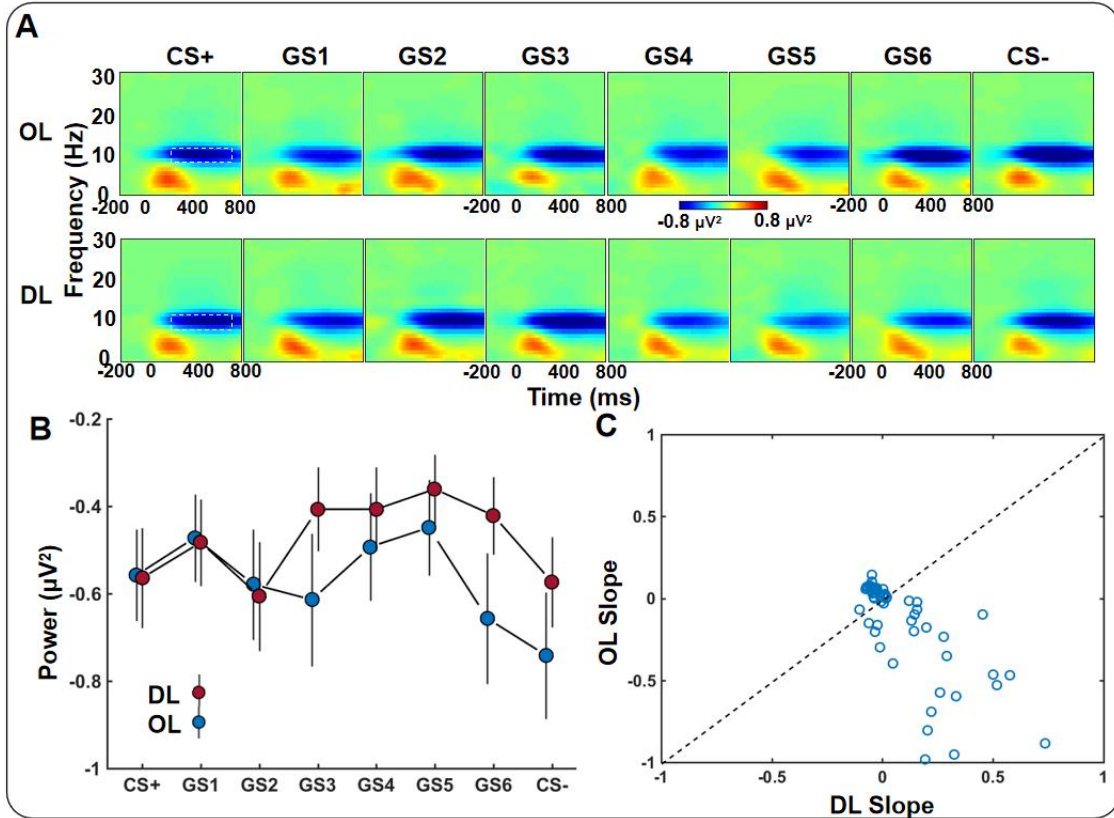 A
CS+ GS1 GS2 GS3 GS4 GS5 GS6 CS-
OL
Frequency (Hz)
30
20
10
0
-200 0 400 800 -200 0 400 800 -200 0 400 800
-0.8 µV² 0.8 µV²
DL
30
20
10
0
-200 0 400 800 -200 0 400 800 -200 0 400 800
Time (ms)
B
Power (µV²)
-0.2
-0.4
-0.6
-0.8
-1
DL
OL
CS+ GS1 GS2 GS3 GS4 GS5 GS6 CS-
C
OL Slope
1
0.5
0
-0.5
-1
-1 -0.5 0 0.5 1
DL Slope